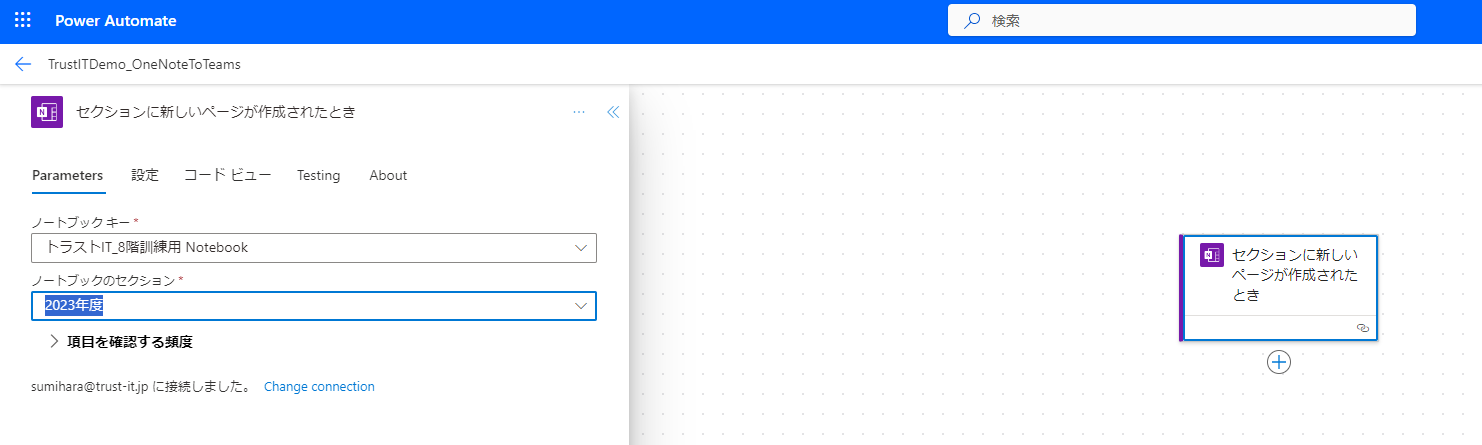 Power Automate
検索
TrustITDemo_OneNoteToTeams
セクションに新しいページが作成されたとき
Parameters 設定 コード ビュー Testing About
ノートブック キー *
トラストIT_8階訓練用 Notebook
ノートブックのセクション *
2023年度
項目を確認する頻度
sumihara@trust-it.jp に接続しました。 Change connection
セクションに新しい
ページが作成された
とき